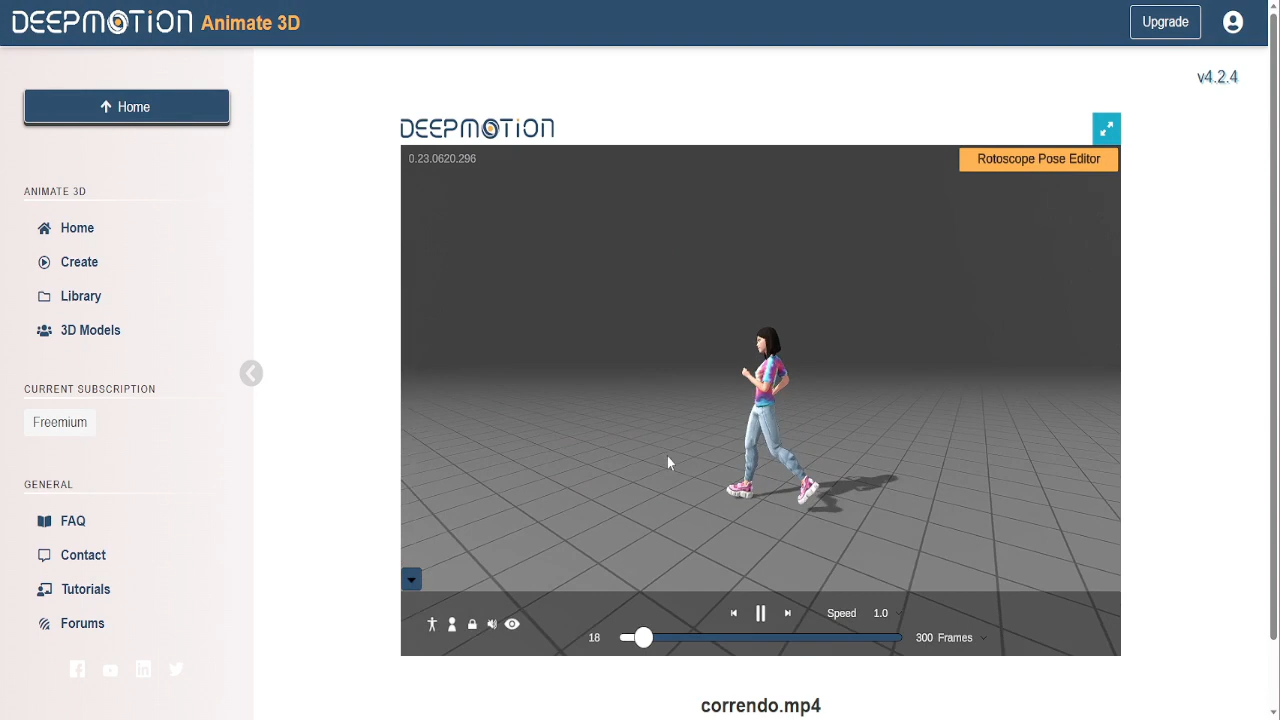 DEEPMOTION Animate 3D
Upgrade
v4.2.4
Home
ANIMATE 3D
Home
Create
Library
3D Models
CURRENT SUBSCRIPTION
Freemium
GENERAL
FAQ
Contact
Tutorials
Forums
DEEPMOTION
0.23.0620.296
Rotoscope Pose Editor
Speed 1.0
18
300 Frames
correndo.mp4